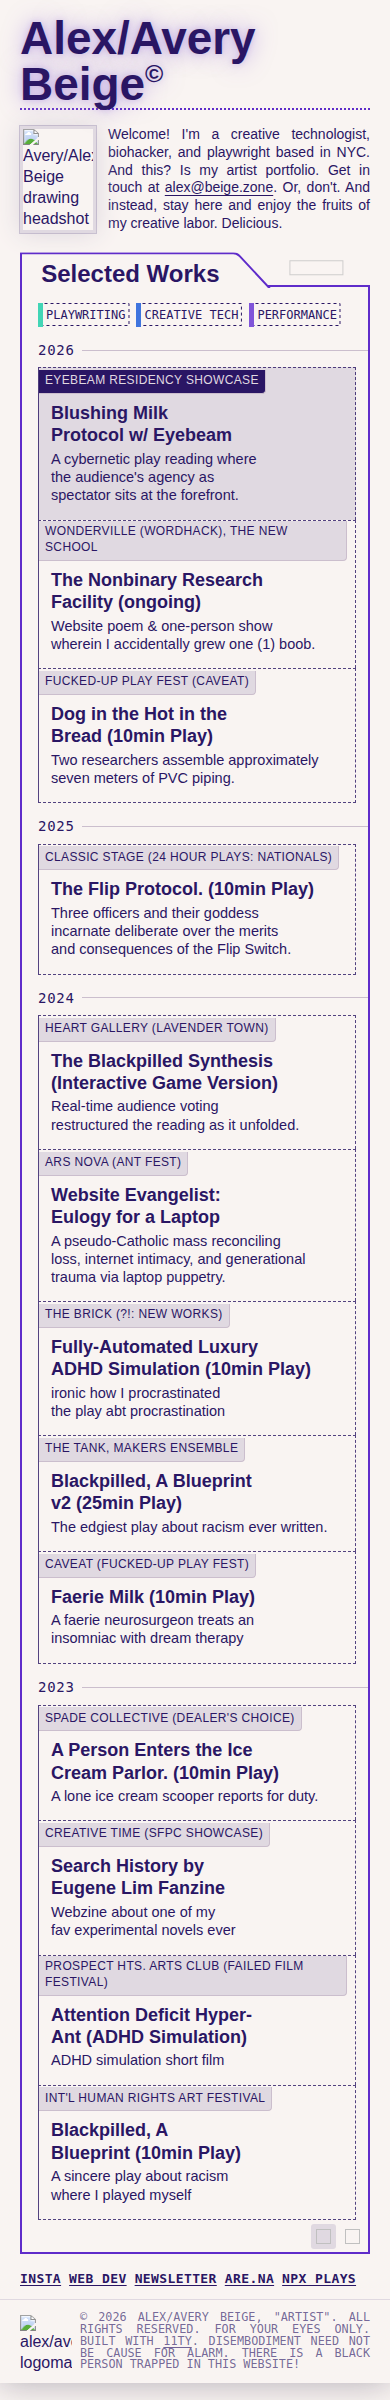 Alex/Avery
Beige©
Avery/Alex
Beige
drawing
headshot
Welcome! I'm a creative technologist,
biohacker, and playwright based in NYC.
And this? Is my artist portfolio. Get in
touch at alex@beige.zone. Or, don't. And
instead, stay here and enjoy the fruits of
my creative labor. Delicious.
Selected Works
PLAYWRITING CREATIVE TECH PERFORMANCE
2026
EYEBEAM RESIDENCY SHOWCASE
Blushing Milk
Protocol w/ Eyebeam
A cybernetic play reading where
the audience's agency as
spectator sits at the forefront.
WONDERVILLE (WORDHACK), THE NEW
SCHOOL
The Nonbinary Research
Facility (ongoing)
Website poem & one-person show
wherein I accidentally grew one (1) boob.
FUCKED-UP PLAY FEST (CAVEAT)
Dog in the Hot in the
Bread (10min Play)
Two researchers assemble approximately
seven meters of PVC piping.
2025
CLASSIC STAGE (24 HOUR PLAYS: NATIONALS)
The Flip Protocol. (10min Play)
Three officers and their goddess
incarnate deliberate over the merits
and consequences of the Flip Switch.
2024
HEART GALLERY (LAVENDER TOWN)
The Blackpilled Synthesis
(Interactive Game Version)
Real-time audience voting
restructured the reading as it unfolded.
ARS NOVA (ANT FEST)
Website Evangelist:
Eulogy for a Laptop
A pseudo-Catholic mass reconciling
loss, internet intimacy, and generational
trauma via laptop puppetry.
THE BRICK (?!: NEW WORKS)
Fully-Automated Luxury
ADHD Simulation (10min Play)
ironic how I procrastinated
the play abt procrastination
THE TANK, MAKERS ENSEMBLE
Blackpilled, A Blueprint
v2 (25min Play)
The edgiest play about racism ever written.
CAVEAT (FUCKED-UP PLAY FEST)
Faerie Milk (10min Play)
A faerie neurosurgeon treats an
insomniac with dream therapy
2023
SPADE COLLECTIVE (DEALER'S CHOICE)
A Person Enters the Ice
Cream Parlor. (10min Play)
A lone ice cream scooper reports for duty.
CREATIVE TIME (SFPC SHOWCASE)
Search History by
Eugene Lim Fanzine
Webzine about one of my
fav experimental novels ever
PROSPECT HTS. ARTS CLUB (FAILED FILM
FESTIVAL)
Attention Deficit Hyper-
Ant (ADHD Simulation)
ADHD simulation short film
INT'L HUMAN RIGHTS ART FESTIVAL
Blackpilled, A
Blueprint (10min Play)
A sincere play about racism
where I played myself
INSTA WEB DEV NEWSLETTER ARE.NA NPX PLAYS
alex/ave
logoma
© 2026 ALEX/AVERY BEIGE, "ARTIST". ALL
RIGHTS RESERVED. FOR YOUR EYES ONLY.
BUILT WITH 11TY. DISEMBODIMENT NEED NOT
BE CAUSE FOR ALARM. THERE IS A BLACK
PERSON TRAPPED IN THIS WEBSITE!